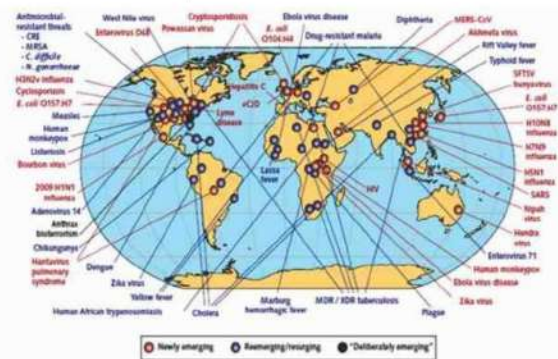 Antimicrobial-
resistant threats:
- CRE
- MRSA
- C. difficile
- N. gonorrhoeae
West Nile virus
Enterovirus D68
Powassan virus
Cryptosporidiosis
E. coli
O104:H4
Ebola virus disease
Drug-resistant malaria
Diphtheria
MERS-CoV
Akhmeta virus
Rift Valley fever
Typhoid fever
SFTSV
bunyavirus
E. coli
O157:H7
H10N8
influenza
H7N9
influenza
H5N1
influenza
SARS
Nipah
virus
Hendra
virus
Enterovirus 71
Human monkeypox
Ebola virus disease
Zika virus
Plague
H3N2v influenza
Cyclosporiasis
E. coli O157:H7
Measles
Human
monkeypox
Listeriosis
Bourbon virus
2009 H1N1
influenza
Adenovirus 14
Anthrax
bioterrorism
Chikungunya
Hantavirus
pulmonary
syndrome
Dengue
Zika virus
Yellow fever
Human African trypanosomiasis
Cholera
Marburg
hemorrhagic fever
MDR / XDR tuberculosis
Hepatitis C
vCJD
Lyme
disease
Lassa
fever
HIV
Newly emerging
Reemerging/resurging
"Deliberately emerging"